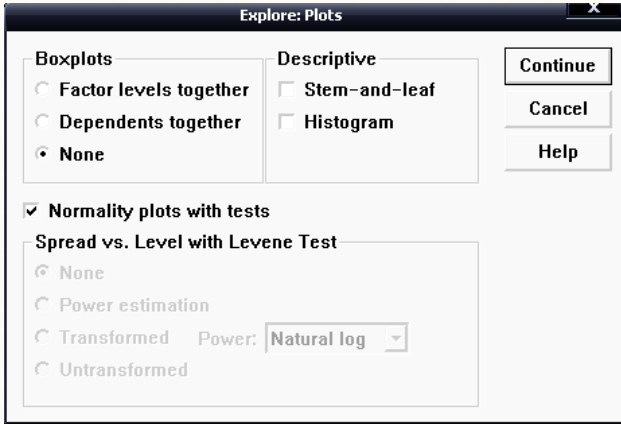 Explore: Plots
X
Boxplots
Factor levels together
Dependents together
None
Descriptive
Stem-and-leaf
Histogram
Continue
Cancel
Help
Normality plots with tests
Spread vs. Level with Levene Test
None
Power estimation
Transformed Power: Natural log
Untransformed